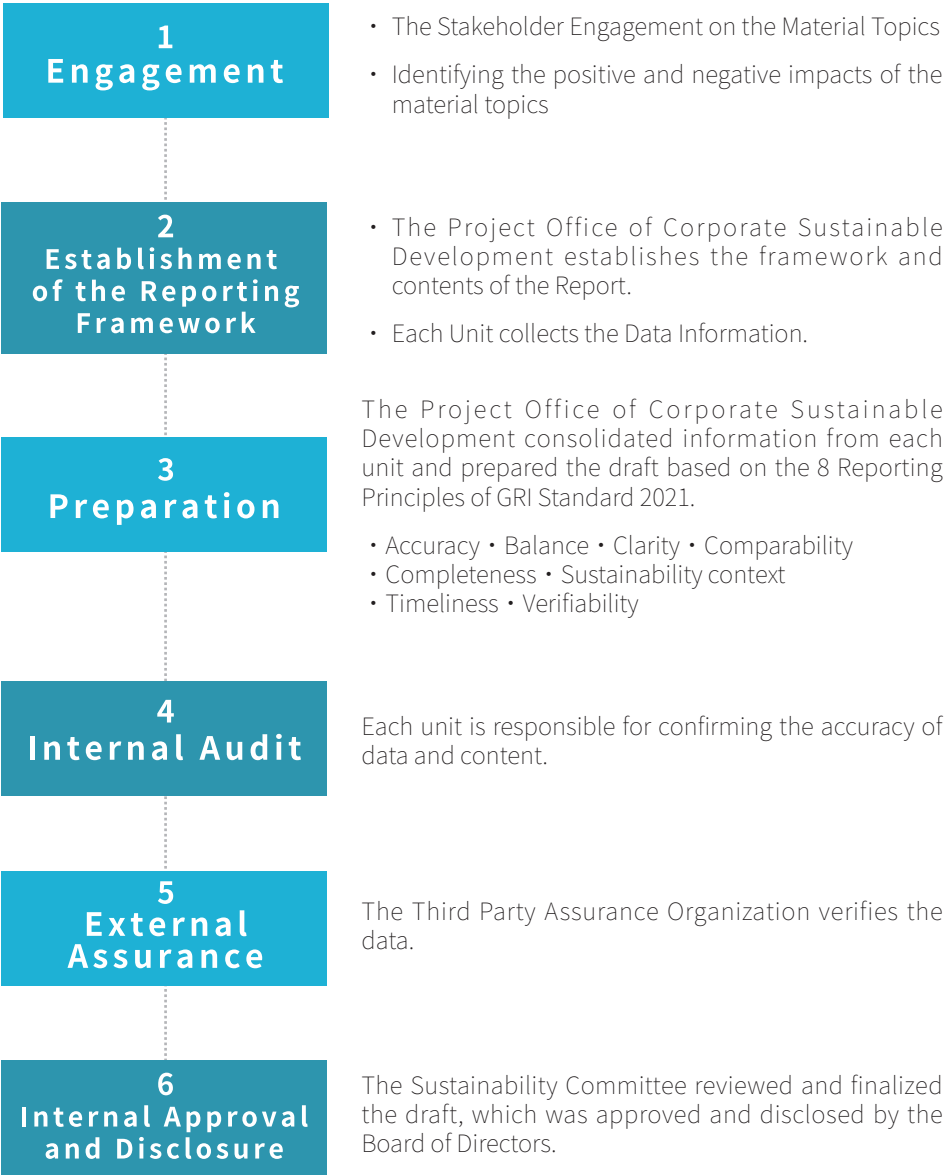 1
Engagement
・ The Stakeholder Engagement on the Material Topics
・ Identifying the positive and negative impacts of the
material topics
2
Establishment
of the Reporting
Framework
・ The Project Office of Corporate Sustainable
Development establishes the framework and
contents of the Report.
・ Each Unit collects the Data Information.
3
Preparation
The Project Office of Corporate Sustainable
Development consolidated information from each
unit and prepared the draft based on the 8 Reporting
Principles of GRI Standard 2021.
・Accuracy・Balance・Clarity・Comparability
・Completeness・Sustainability context
・Timeliness・Verifiability
4
Internal Audit
Each unit is responsible for confirming the accuracy of
data and content.
5
External
Assurance
The Third Party Assurance Organization verifies the
data.
6
Internal Approval
and Disclosure
The Sustainability Committee reviewed and finalized
the draft, which was approved and disclosed by the
Board of Directors.